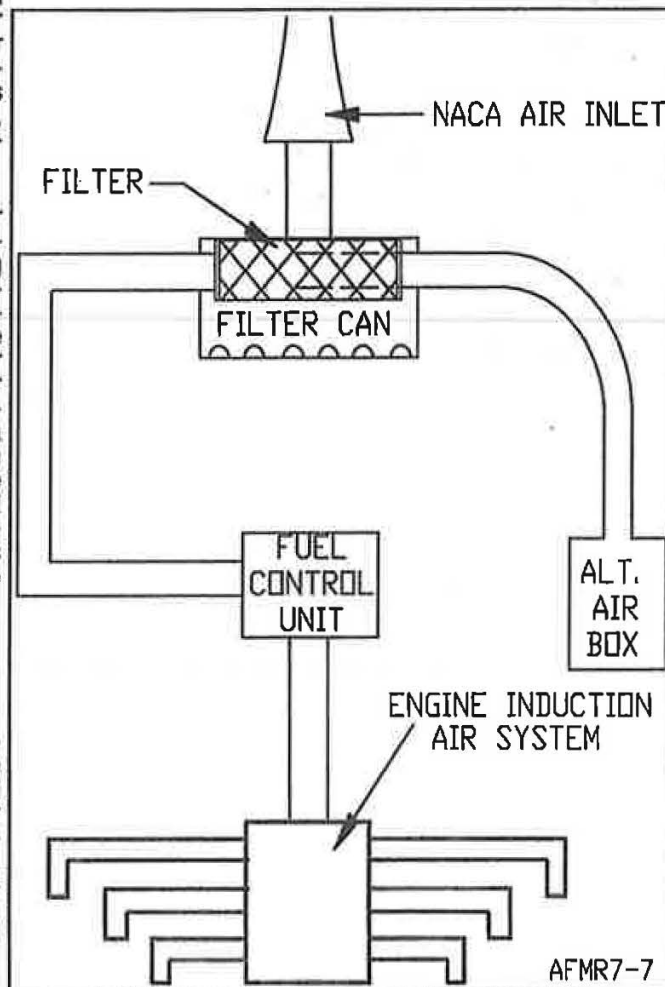 NACA AIR INLET
FILTER
FILTER CAN
FUEL
CONTROL
UNIT
ALT.
AIR
BOX
ENGINE INDUCTION
AIR SYSTEM
AFMR7-7